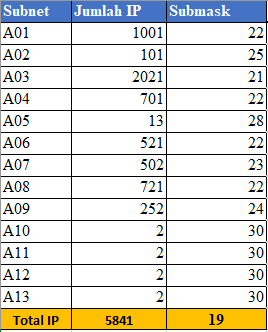 Subnet Jumlah IP Submask
A01 1001 22
A02 101 25
A03 2021 21
A04 701 22
A05 13 28
A06 521 22
A07 502 23
A08 721 22
A09 252 24
A10 2 30
A11 2 30
A12 2 30
A13 2 30
Total IP 5841 19